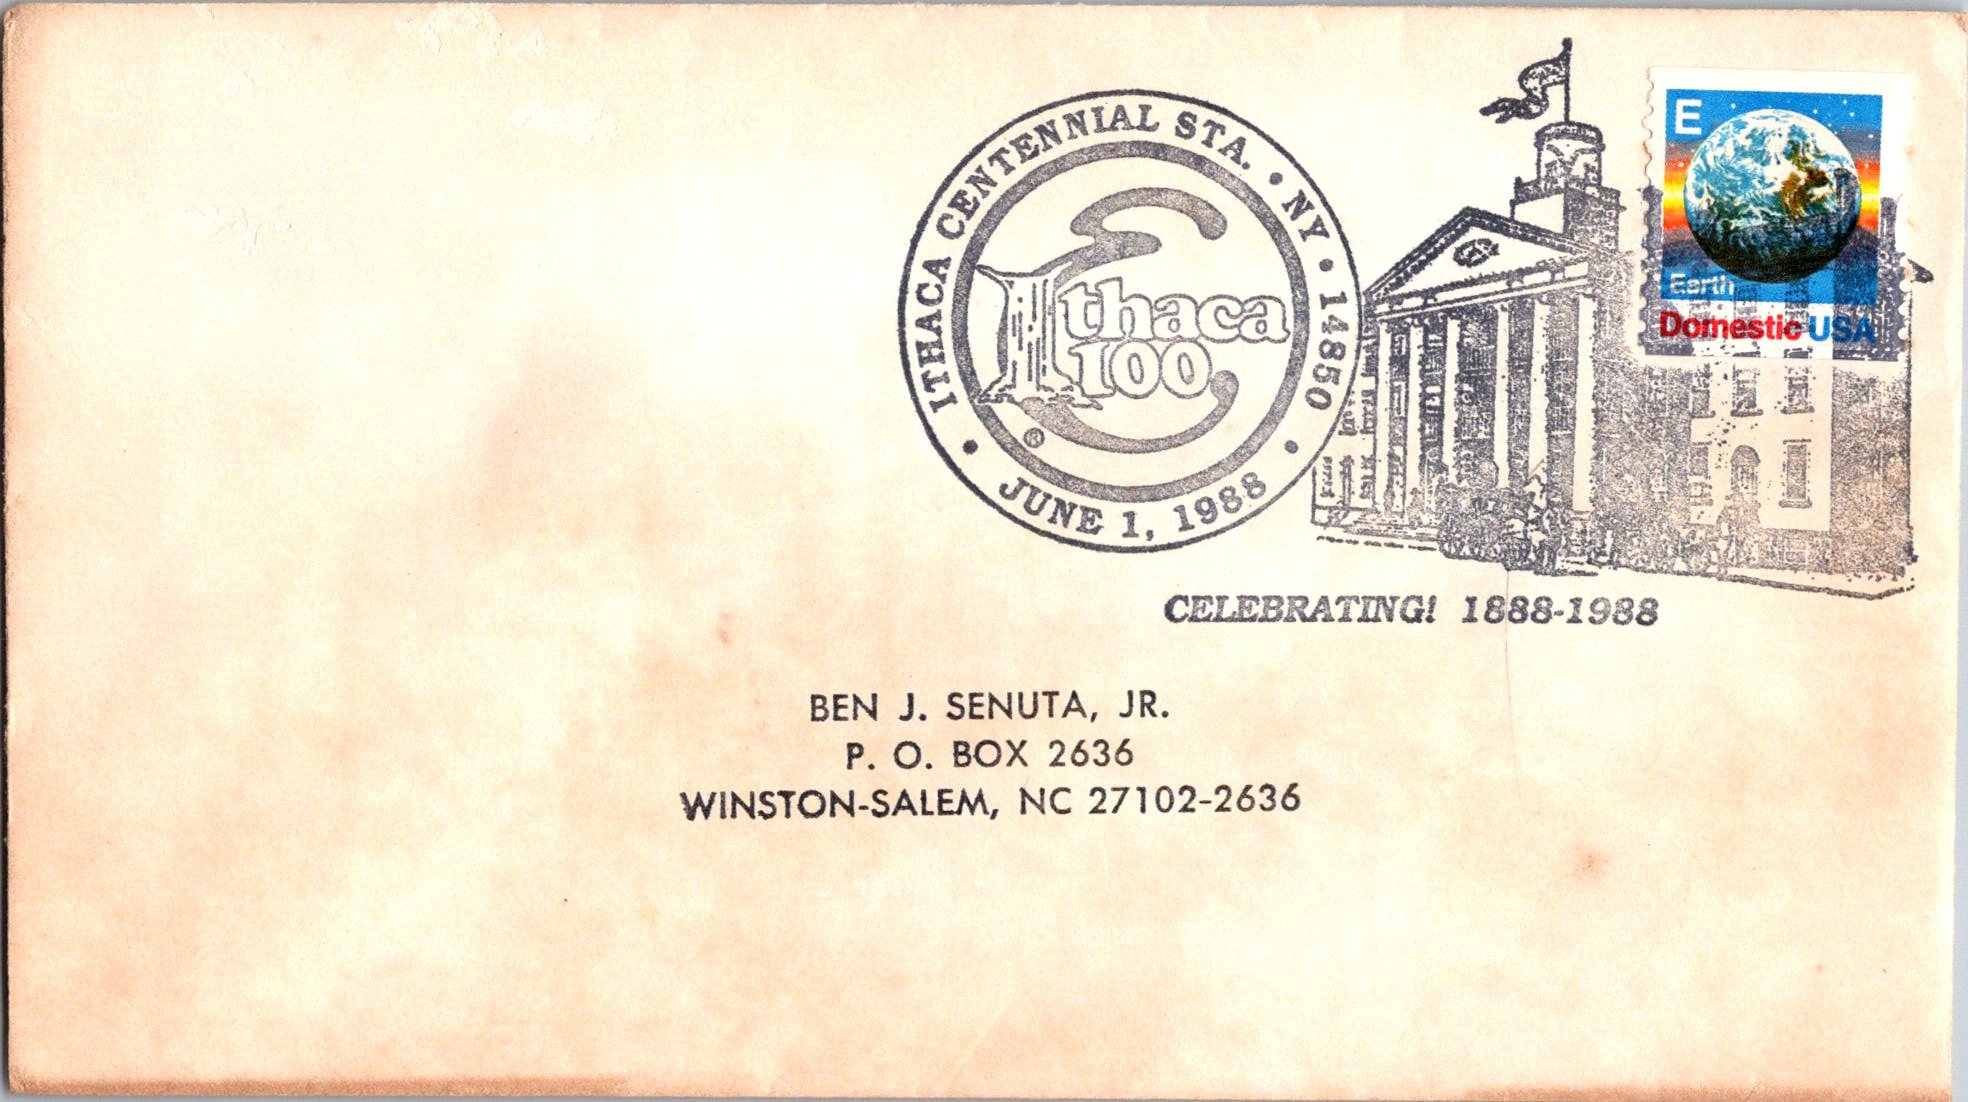 ITHACA CENTENNIAL STA. • NY • 14850
• JUNE 1, 1988 •
Ithaca
100
®
E
Earth
Domestic USA
CELEBRATING! 1888-1988
BEN J. SENUTA, JR.
P. O. BOX 2636
WINSTON-SALEM, NC 27102-2636